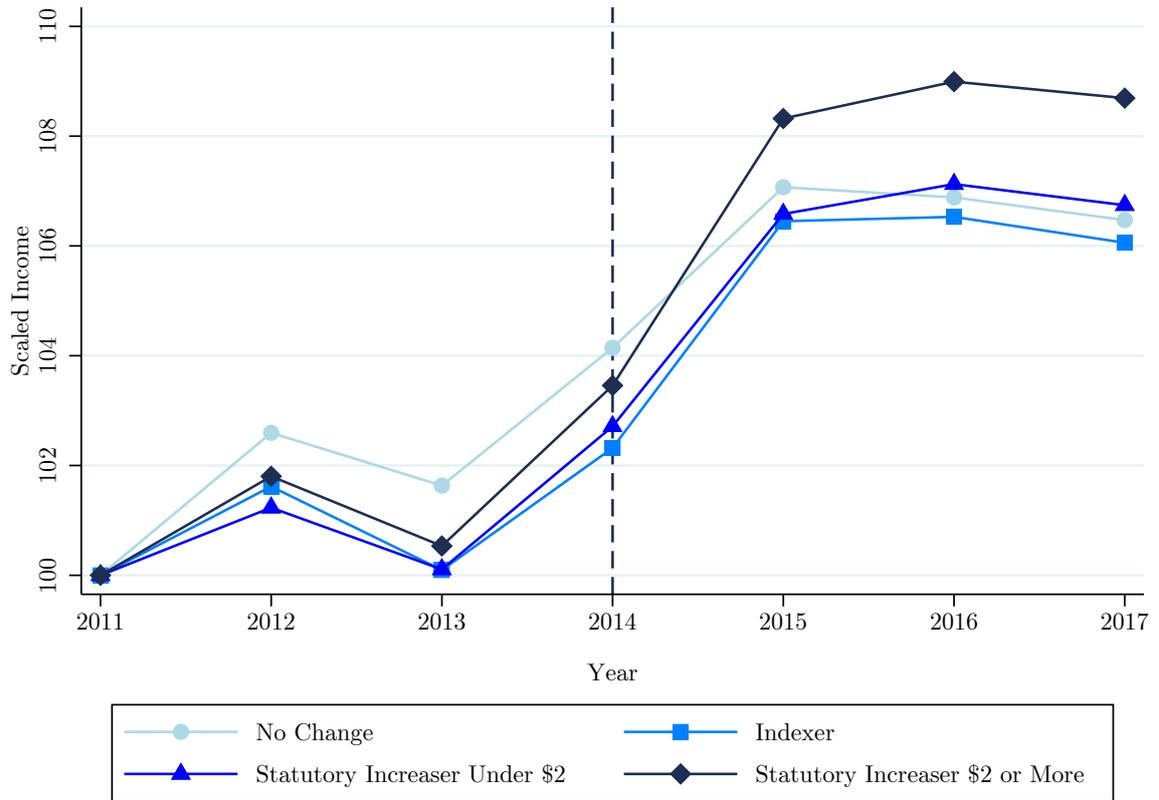 110
108
106
104
102
100
Scaled Income
2011 2012 2013 2014 2015 2016 2017
Year
No Change Indexer
Statutory Increaser Under $2 Statutory Increaser $2 or More